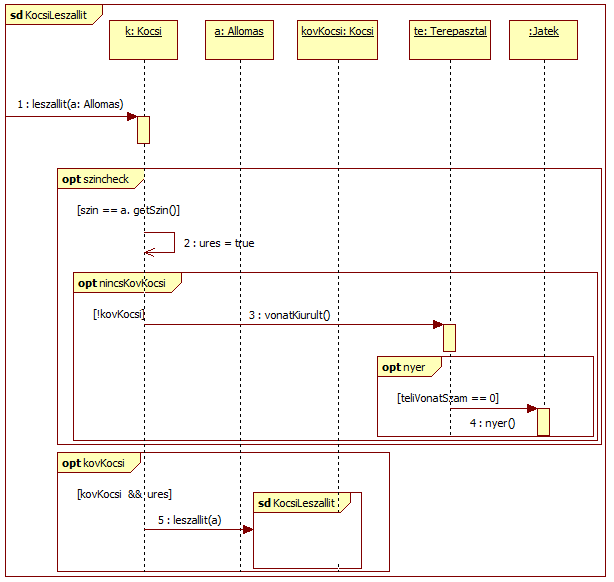 sd KocsiLeszallit
k: Kocsi
a: Allomas
kovKocsi: Kocsi
te: Terepasztal
:Jatek
1 : leszallit(a: Allomas)
opt szincheck
[szin == a. getSzin()]
2 : ures = true
opt nincsKovKocsi
[!kovKocsi]
3 : vonatKiurult()
opt nyer
[teliVonatSzam == 0]
4 : nyer()
opt kovKocsi
[kovKocsi && ures]
sd KocsiLeszallit
5 : leszallit(a)